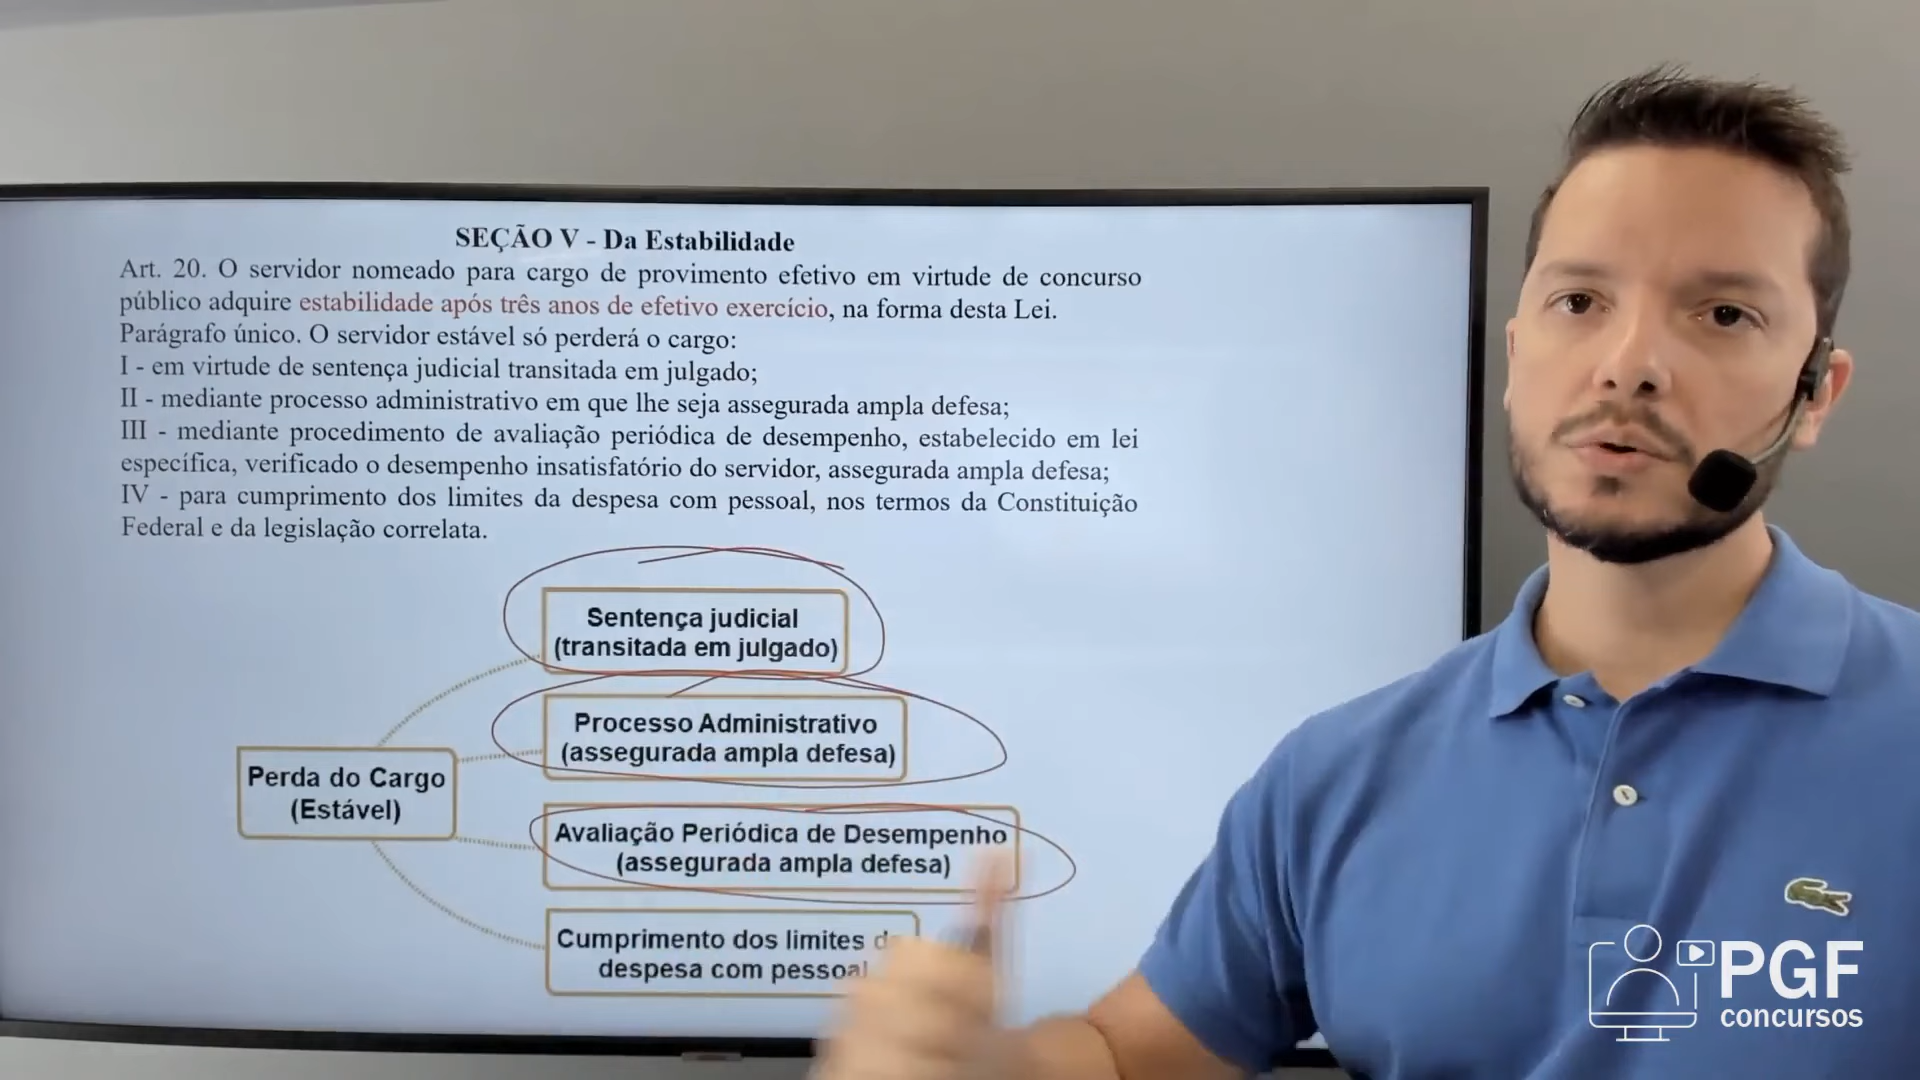 SEÇÃO V - Da Estabilidade
Art. 20. O servidor nomeado para cargo de provimento efetivo em virtude de concurso
público adquire estabilidade após três anos de efetivo exercício, na forma desta Lei.
Parágrafo único. O servidor estável só perderá o cargo:
I - em virtude de sentença judicial transitada em julgado;
II - mediante processo administrativo em que lhe seja assegurada ampla defesa;
III - mediante procedimento de avaliação periódica de desempenho, estabelecido em lei
específica, verificado o desempenho insatisfatório do servidor, assegurada ampla defesa;
IV - para cumprimento dos limites da despesa com pessoal, nos termos da Constituição
Federal e da legislação correlata.
Sentença judicial
(transitada em julgado)
Processo Administrativo
(assegurada ampla defesa)
Perda do Cargo
(Estável)
Avaliação Periódica de Desempenho
(assegurada ampla defesa)
Cumprimento dos limites
despesa com pessoal
PGF
concursos